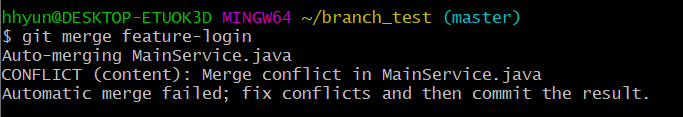 hhyun@DESKTOP-ETUOK3D MINGW64 ~/branch_test (master)
$ git merge feature-login
Auto-merging MainService.java
CONFLICT (content): Merge conflict in MainService.java
Automatic merge failed; fix conflicts and then commit the result.